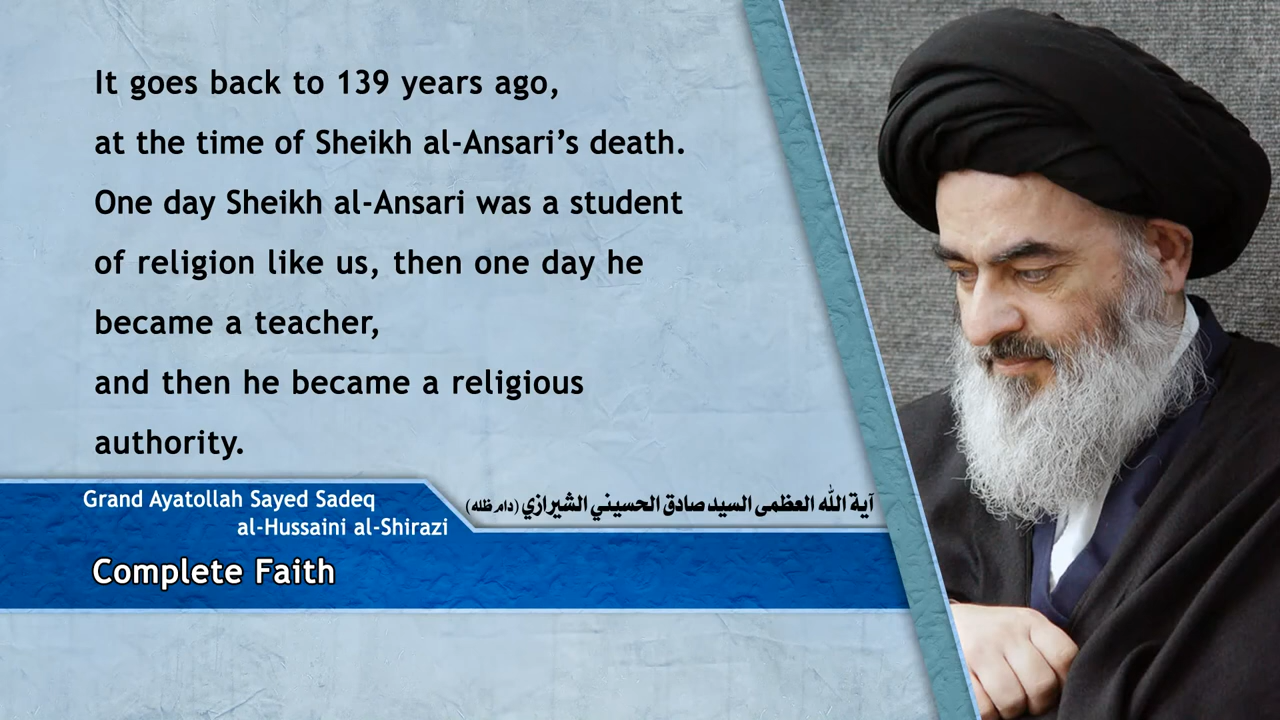 It goes back to 139 years ago,
at the time of Sheikh al-Ansari’s death.
One day Sheikh al-Ansari was a student
of religion like us, then one day he
became a teacher,
and then he became a religious
authority.
Grand Ayatollah Sayed Sadeq
al-Hussaini al-Shirazi
آية الله العظمى السيد صادق الحسيني الشيرازي (دام ظله)
Complete Faith